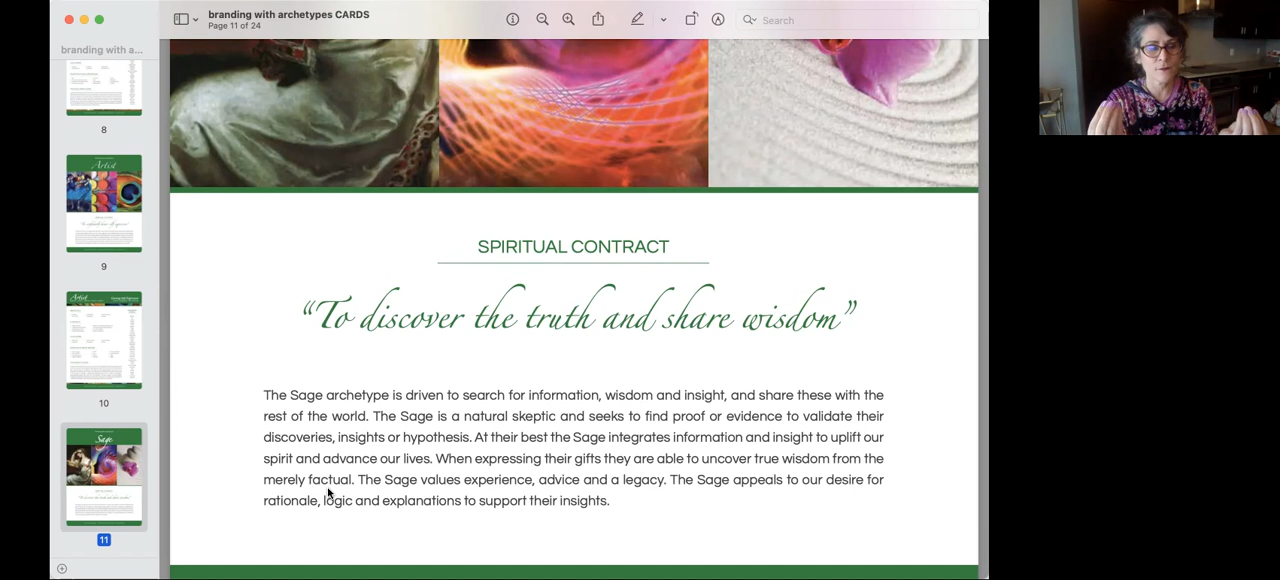 branding with archetypes CARDS
Page 11 of 24
Search
branding with a...
8
Artist
9
Artist
10
Sage
11
SPIRITUAL CONTRACT
“To discover the truth and share wisdom”
The Sage archetype is driven to search for information, wisdom and insight, and share these with the
rest of the world. The Sage is a natural skeptic and seeks to find proof or evidence to validate their
discoveries, insights or hypothesis. At their best the Sage integrates information and insight to uplift our
spirit and advance our lives. When expressing their gifts they are able to uncover true wisdom from the
merely factual. The Sage values experience, advice and a legacy. The Sage appeals to our desire for
rationale, logic and explanations to support their insights.